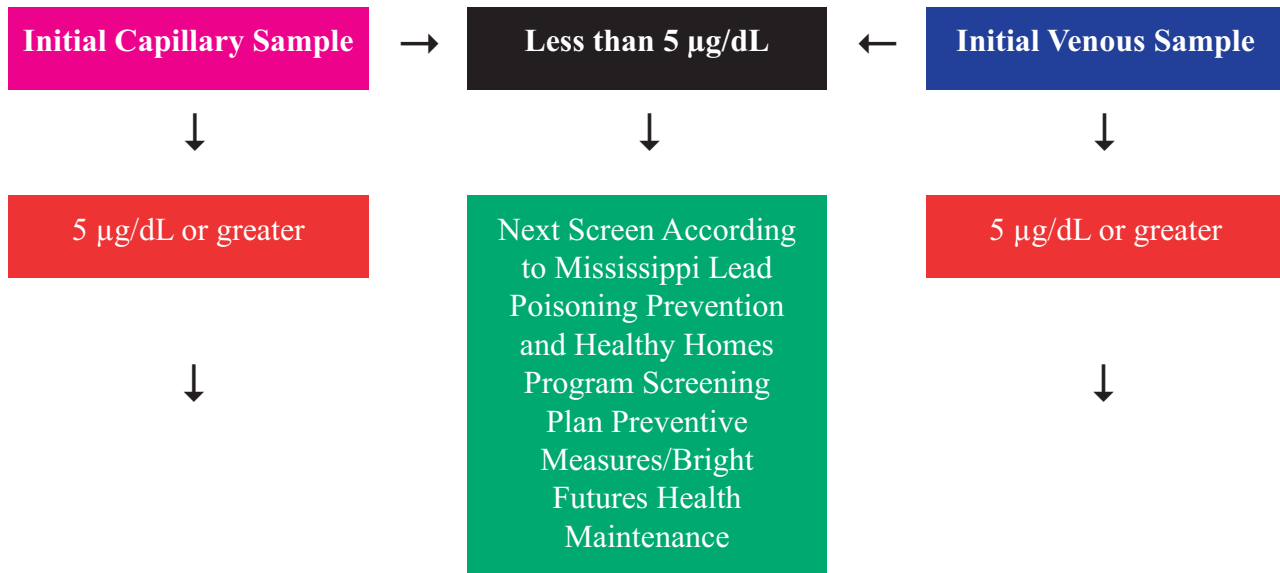 Initial Capillary Sample
→
Less than 5 µg/dL
←
Initial Venous Sample
↓
↓
↓
5 µg/dL or greater
Next Screen According
to Mississippi Lead
Poisoning Prevention
and Healthy Homes
Program Screening
Plan Preventive
Measures/Bright
Futures Health
Maintenance
5 µg/dL or greater
↓
↓